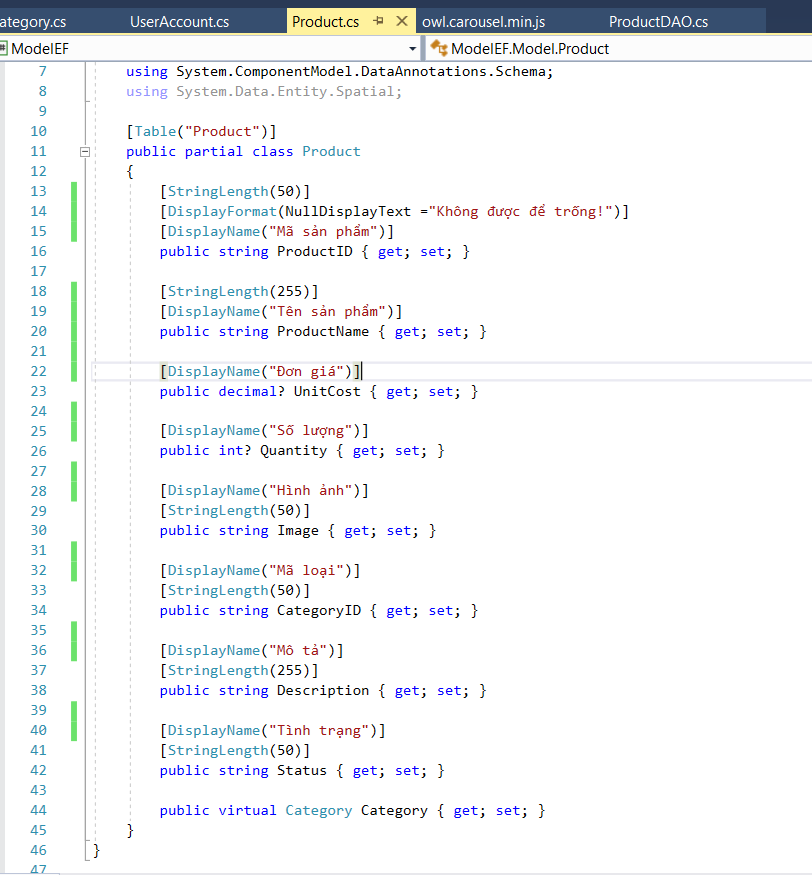 ategory.cs UserAccount.cs Product.cs owl.carousel.min.js ProductDAO.cs
ModelEF ModelEF.Model.Product
7 using System.ComponentModel.DataAnnotations.Schema;
8 using System.Data.Entity.Spatial;
9
10 [Table("Product")]
11 public partial class Product
12 {
13 [StringLength(50)]
14 [DisplayFormat(NullDisplayText ="Không được để trống!")]
15 [DisplayName("Mã sản phẩm")]
16 public string ProductID { get; set; }
17
18 [StringLength(255)]
19 [DisplayName("Tên sản phẩm")]
20 public string ProductName { get; set; }
21
22 [DisplayName("Đơn giá")]
23 public decimal? UnitCost { get; set; }
24
25 [DisplayName("Số lượng")]
26 public int? Quantity { get; set; }
27
28 [DisplayName("Hình ảnh")]
29 [StringLength(50)]
30 public string Image { get; set; }
31
32 [DisplayName("Mã loại")]
33 [StringLength(50)]
34 public string CategoryID { get; set; }
35
36 [DisplayName("Mô tả")]
37 [StringLength(255)]
38 public string Description { get; set; }
39
40 [DisplayName("Tình trạng")]
41 [StringLength(50)]
42 public string Status { get; set; }
43
44 public virtual Category Category { get; set; }
45 }
46 }
47